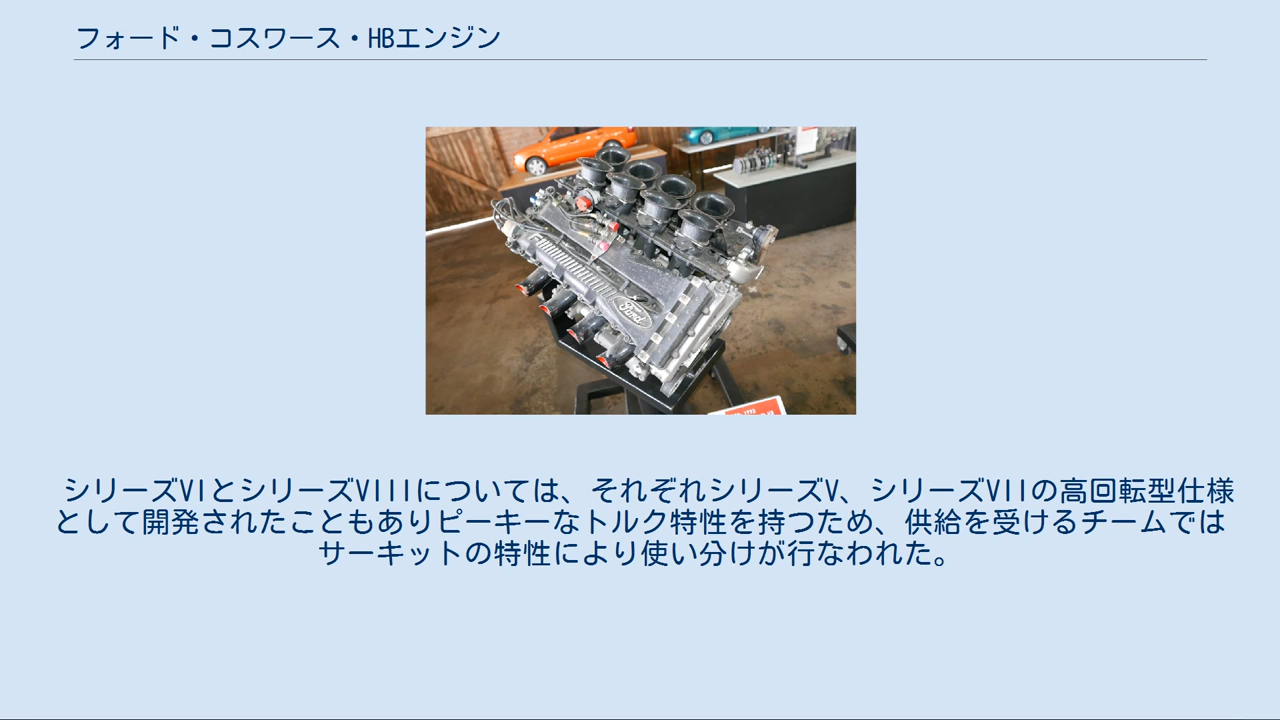 フォード・コスワース・HBエンジン
Ford
シリーズVIとシリーズVIIIについては、それぞれシリーズV、シリーズVIIの高回転型仕様
として開発されたこともありピーキーなトルク特性を持つため、供給を受けるチームでは
サーキットの特性により使い分けが行なわれた。